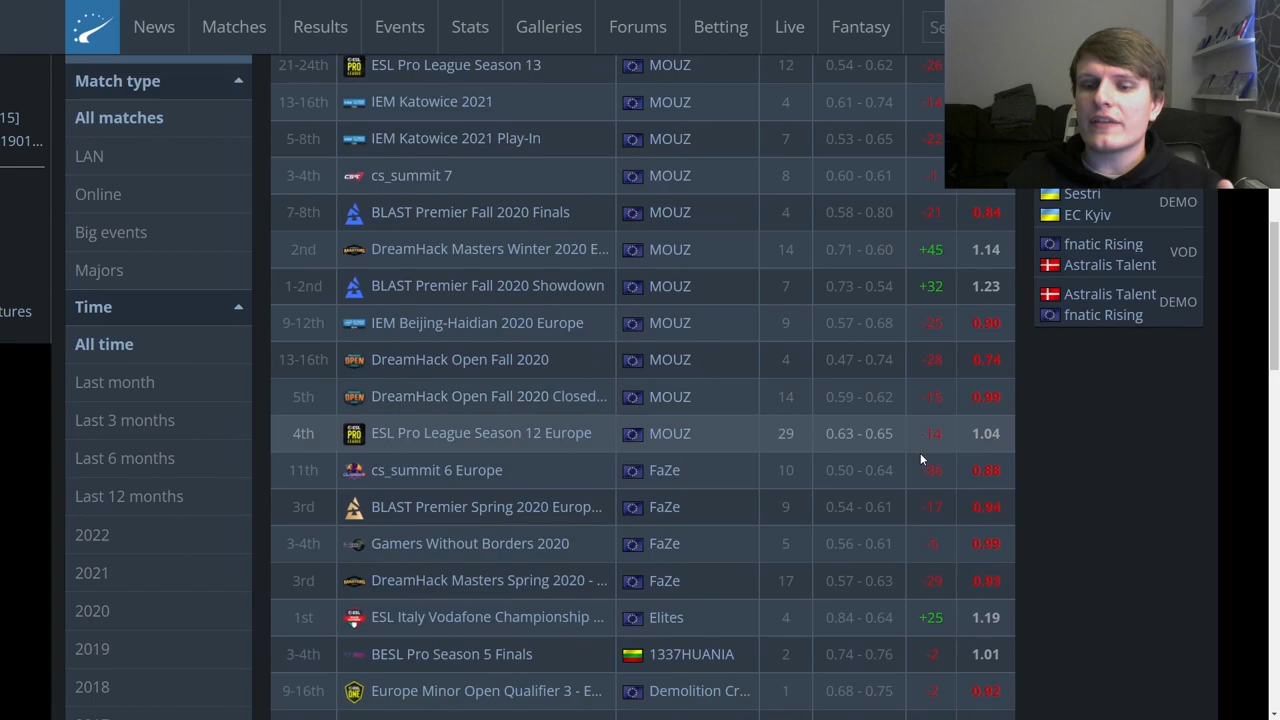 News Matches Results Events Stats Galleries Forums Betting Live Fantasy Se
15]
1901...
tures
Match type
All matches
LAN
Online
Big events
Majors
Time
All time
Last month
Last 3 months
Last 6 months
Last 12 months
2022
2021
2020
2019
2018
21-24th ESL Pro League Season 13 MOUZ 12 0.54 - 0.62 -26
13-16th IEM Katowice 2021 MOUZ 4 0.61 - 0.74 -14
5-8th IEM Katowice 2021 Play-In MOUZ 7 0.53 - 0.65 -22
3-4th cs_summit 7 MOUZ 8 0.60 - 0.61
7-8th BLAST Premier Fall 2020 Finals MOUZ 4 0.58 - 0.80 -21 0.84
2nd DreamHack Masters Winter 2020 E... MOUZ 14 0.71 - 0.60 +45 1.14
1-2nd BLAST Premier Fall 2020 Showdown MOUZ 7 0.73 - 0.54 +32 1.23
9-12th IEM Beijing-Haidian 2020 Europe MOUZ 9 0.57 - 0.68 -25 0.90
13-16th DreamHack Open Fall 2020 MOUZ 4 0.47 - 0.74 -28 0.74
5th DreamHack Open Fall 2020 Closed... MOUZ 14 0.59 - 0.62 -15 0.99
4th ESL Pro League Season 12 Europe MOUZ 29 0.63 - 0.65 -14 1.04
11th cs_summit 6 Europe FaZe 10 0.50 - 0.64 -36 0.88
3rd BLAST Premier Spring 2020 Europ... FaZe 9 0.54 - 0.61 -17 0.94
3-4th Gamers Without Borders 2020 FaZe 5 0.56 - 0.61 0.99
3rd DreamHack Masters Spring 2020 - ... FaZe 17 0.57 - 0.63 -29 0.93
1st ESL Italy Vodafone Championship ... Elites 4 0.84 - 0.64 +25 1.19
3-4th BESL Pro Season 5 Finals 1337HUANIA 2 0.74 - 0.76 -2 1.01
9-16th Europe Minor Open Qualifier 3 - E... Demolition Cr... 1 0.68 - 0.75 -2 0.92
Sestri
EC Kyiv
DEMO
fnatic Rising
Astralis Talent
VOD
Astralis Talent
fnatic Rising
DEMO